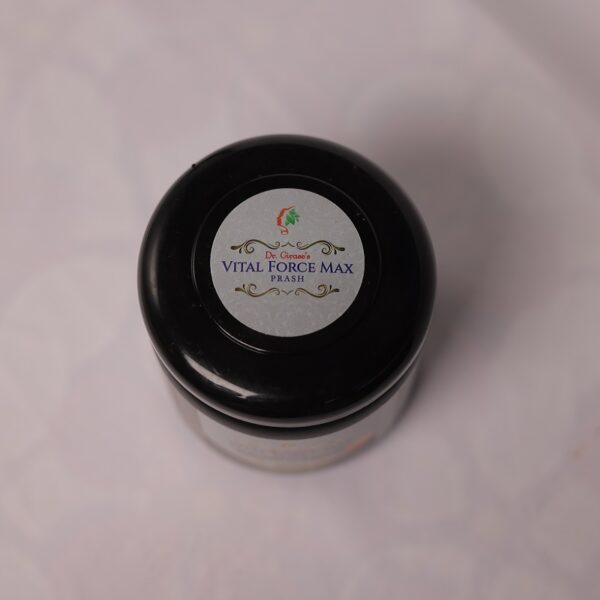 Dr. Girase's
VITAL FORCE MAX
PRASH